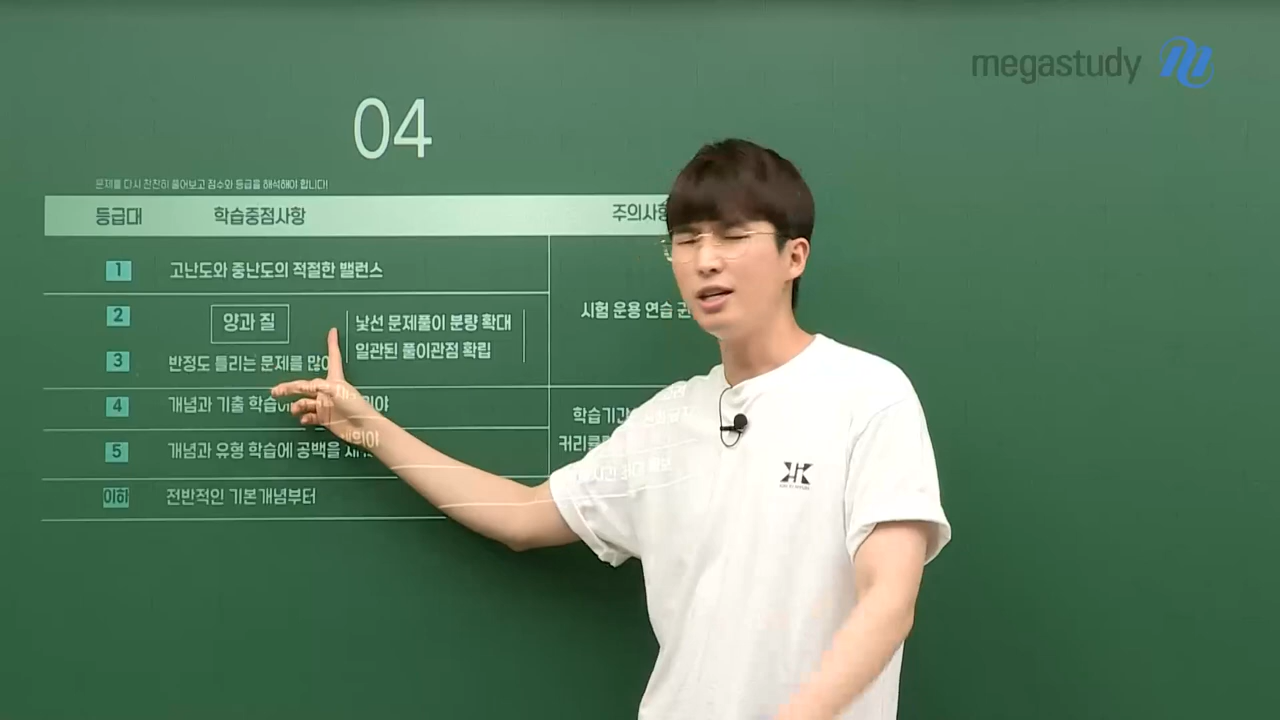 megastudy
04
문제를 다시 찬찬히 풀어보고 점수와 등급을 해석해야 합니다!
등급대 학습중점사항 주의사항
1 고난도와 중난도의 적절한 밸런스
2 양과 질 낯선 문제풀이 분량 확대
시험 운용 연습
일관된 풀이관점 확립
3 반정도 틀리는 문제를
4 개념과 기출
학습기간
5 개념과 유형 학습에 공백을
이하 전반적인 기본개념부터